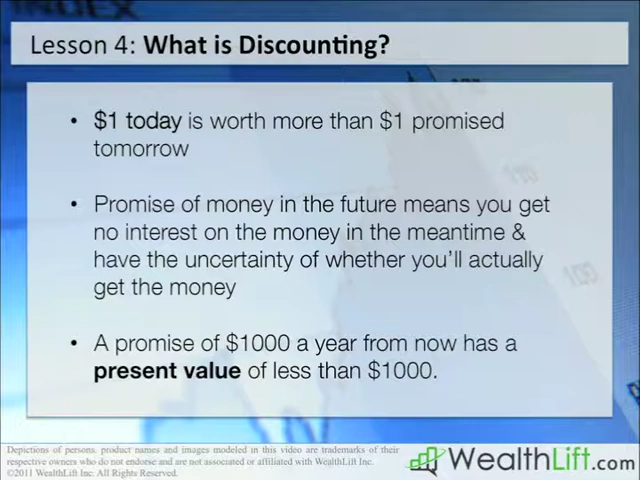 Lesson 4: What is Discounting?
• $1 today is worth more than $1 promised
tomorrow
• Promise of money in the future means you get
no interest on the money in the meantime &
have the uncertainty of whether you'll actually
get the money
• A promise of $1000 a year from now has a
present value of less than $1000.
Depictions of persons, product names and images modeled in this video are trademarks of their
respective owners who do not endorse and are not associated or affiliated with WealthLift Inc.
©2011 WealthLift Inc. All Rights Reserved.
WealthLift.com